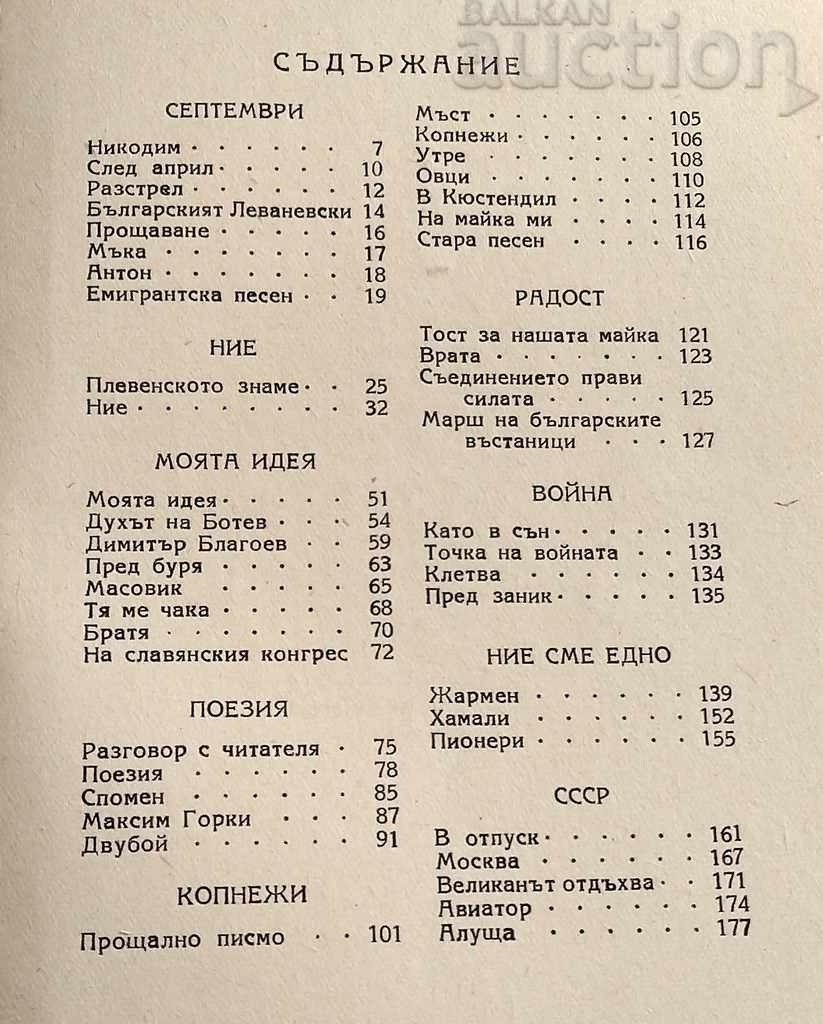 BALKAN
auction
СЪДЪРЖАНИЕ
СЕПТЕМВРИ
Никодим · · · · · · 7
След април · · · · · 10
Разстрел · · · · · · 12
Българският Леваневски 14
Прощаване · · · · · 16
Мъка · · · · · · · 17
Антон · · · · · · · 18
Емигрантска песен · · 19
НИЕ
Плевенското знаме · · 25
Ние · · · · · · · · 32
МОЯТА ИДЕЯ
Моята идея · · · · · 51
Духът на Ботев · · · 54
Димитър Благоев · · 59
Пред буря · · · · · 63
Масовик · · · · · 65
Тя ме чака · · · · · 68
Братя · · · · · · · 70
На славянския конгрес 72
ПОЕЗИЯ
Разговор с читателя · 75
Поезия · · · · · · 78
Спомен · · · · · · 85
Максим Горки · · · 87
Двубой · · · · · · 91
КОПНЕЖИ
Прощално писмо · · 101
Мъст · · · · · · · 105
Копнежи · · · · · · 106
Утре · · · · · · · 108
Овци · · · · · · · 110
В Кюстендил · · · · 112
На майка ми · · · · 114
Стара песен · · · · 116
РАДОСТ
Тост за нашата майка 121
Врата · · · · · · · 123
Съединението прави
силата · · · · · 125
Марш на българските
въстаници · · · 127
ВОЙНА
Като в сън · · · · · 131
Точка на войната · · 133
Клетва · · · · · · 134
Пред заник · · · · · 135
НИЕ СМЕ ЕДНО
Жармен · · · · · · 139
Хамали · · · · · · 152
Пионери · · · · · · 155
СССР
В отпуск · · · · · · 161
Москва · · · · · · 167
Великанът отдъхва · · 171
Авиатор · · · · · · 174
Алуща · · · · · · 177